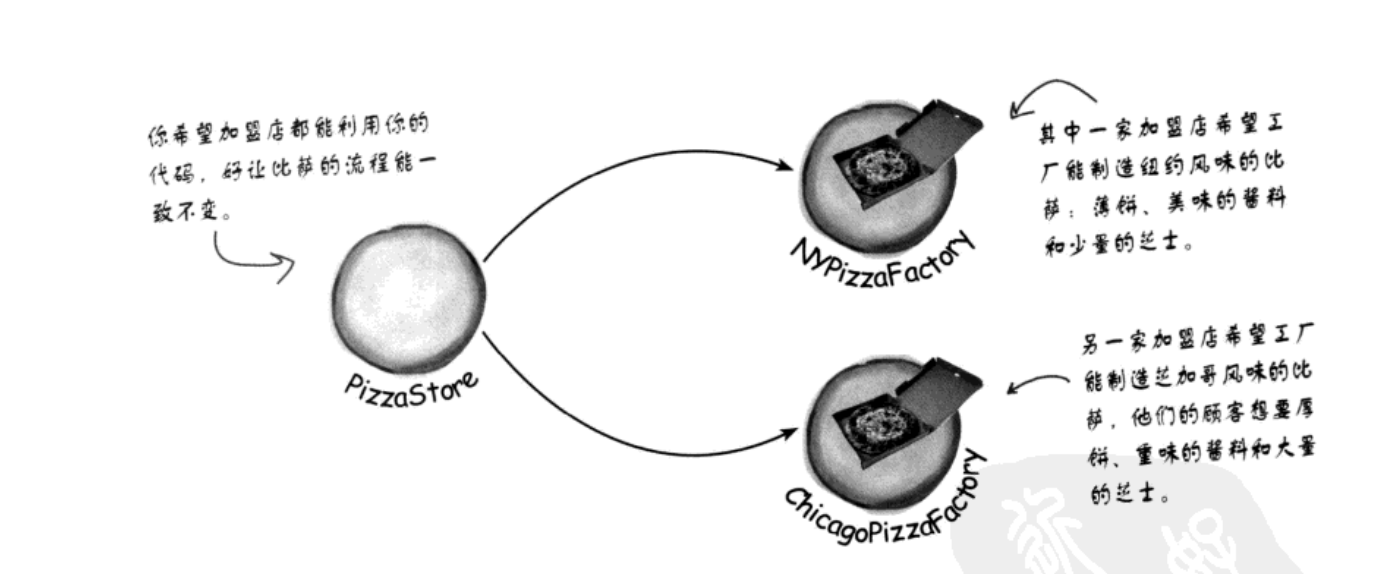 你希望加盟店都能利用你的
代码，好让比萨的流程能一
致不变。
PizzaStore
NYPizzaFactory
其中一家加盟店希望工
厂能制造纽约风味的比
萨：薄饼、美味的酱料
和少量的芝士。
ChicagoPizzaFactory
另一家加盟店希望工厂
能制造芝加哥风味的比
萨，他们的顾客想要厚
饼、重味的酱料和大量
的芝士。